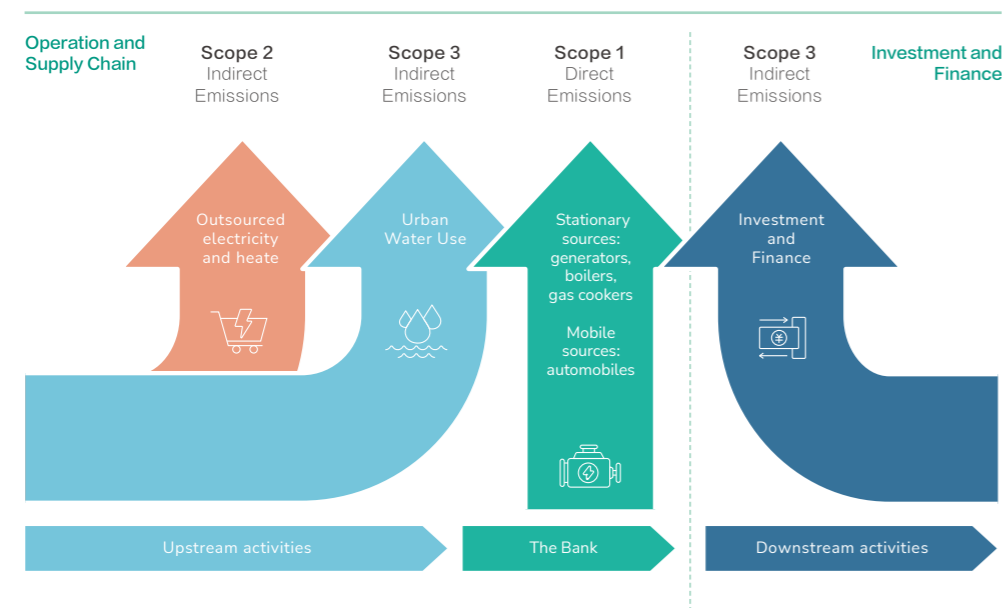 Operation and
Supply Chain
Scope 2
Indirect
Emissions
Scope 3
Indirect
Emissions
Scope 1
Direct
Emissions
Scope 3
Indirect
Emissions
Investment and
Finance
Outsourced
electricity
and heate
Urban
Water Use
Stationary
sources:
generators,
boilers,
gas cookers
Mobile
sources:
automobiles
Investment
and
Finance
¥
Upstream activities
The Bank
Downstream activities